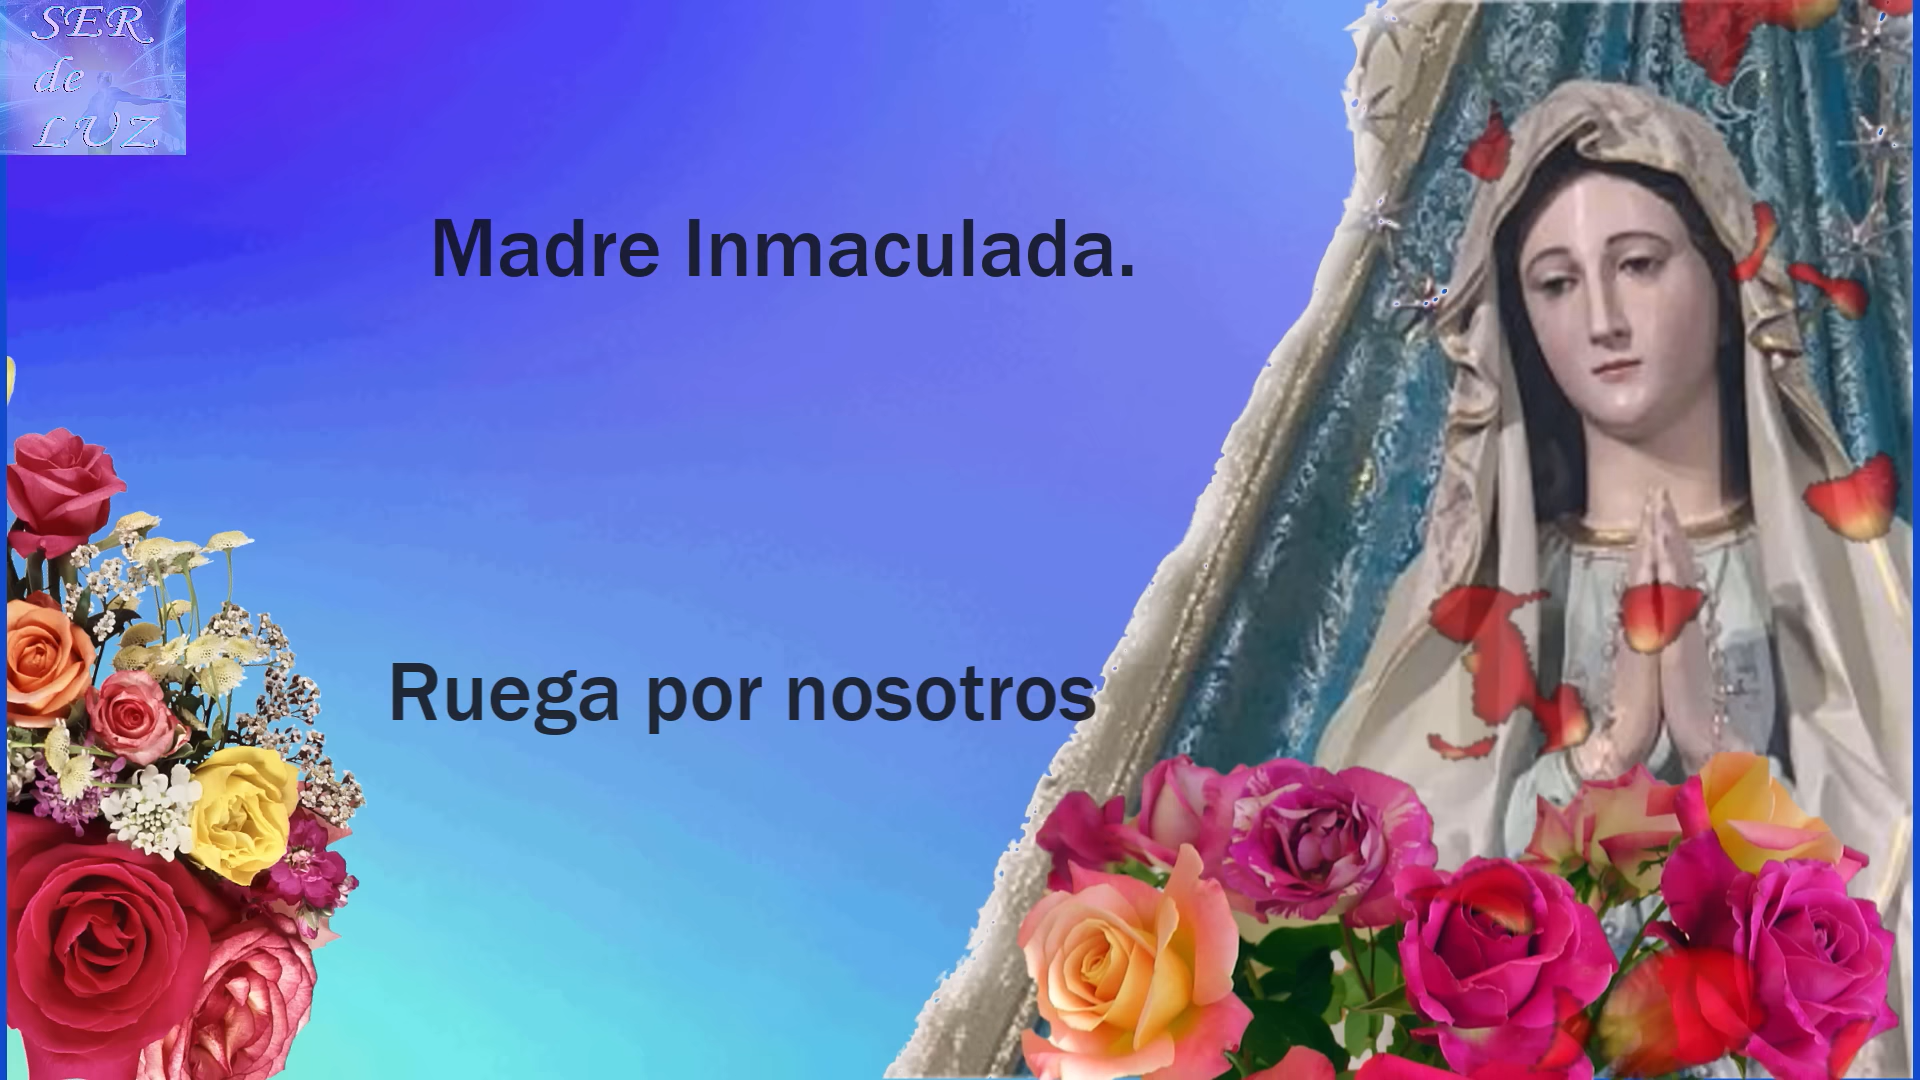 SER
de
LUZ
Madre Inmaculada.
Ruega por nosotros